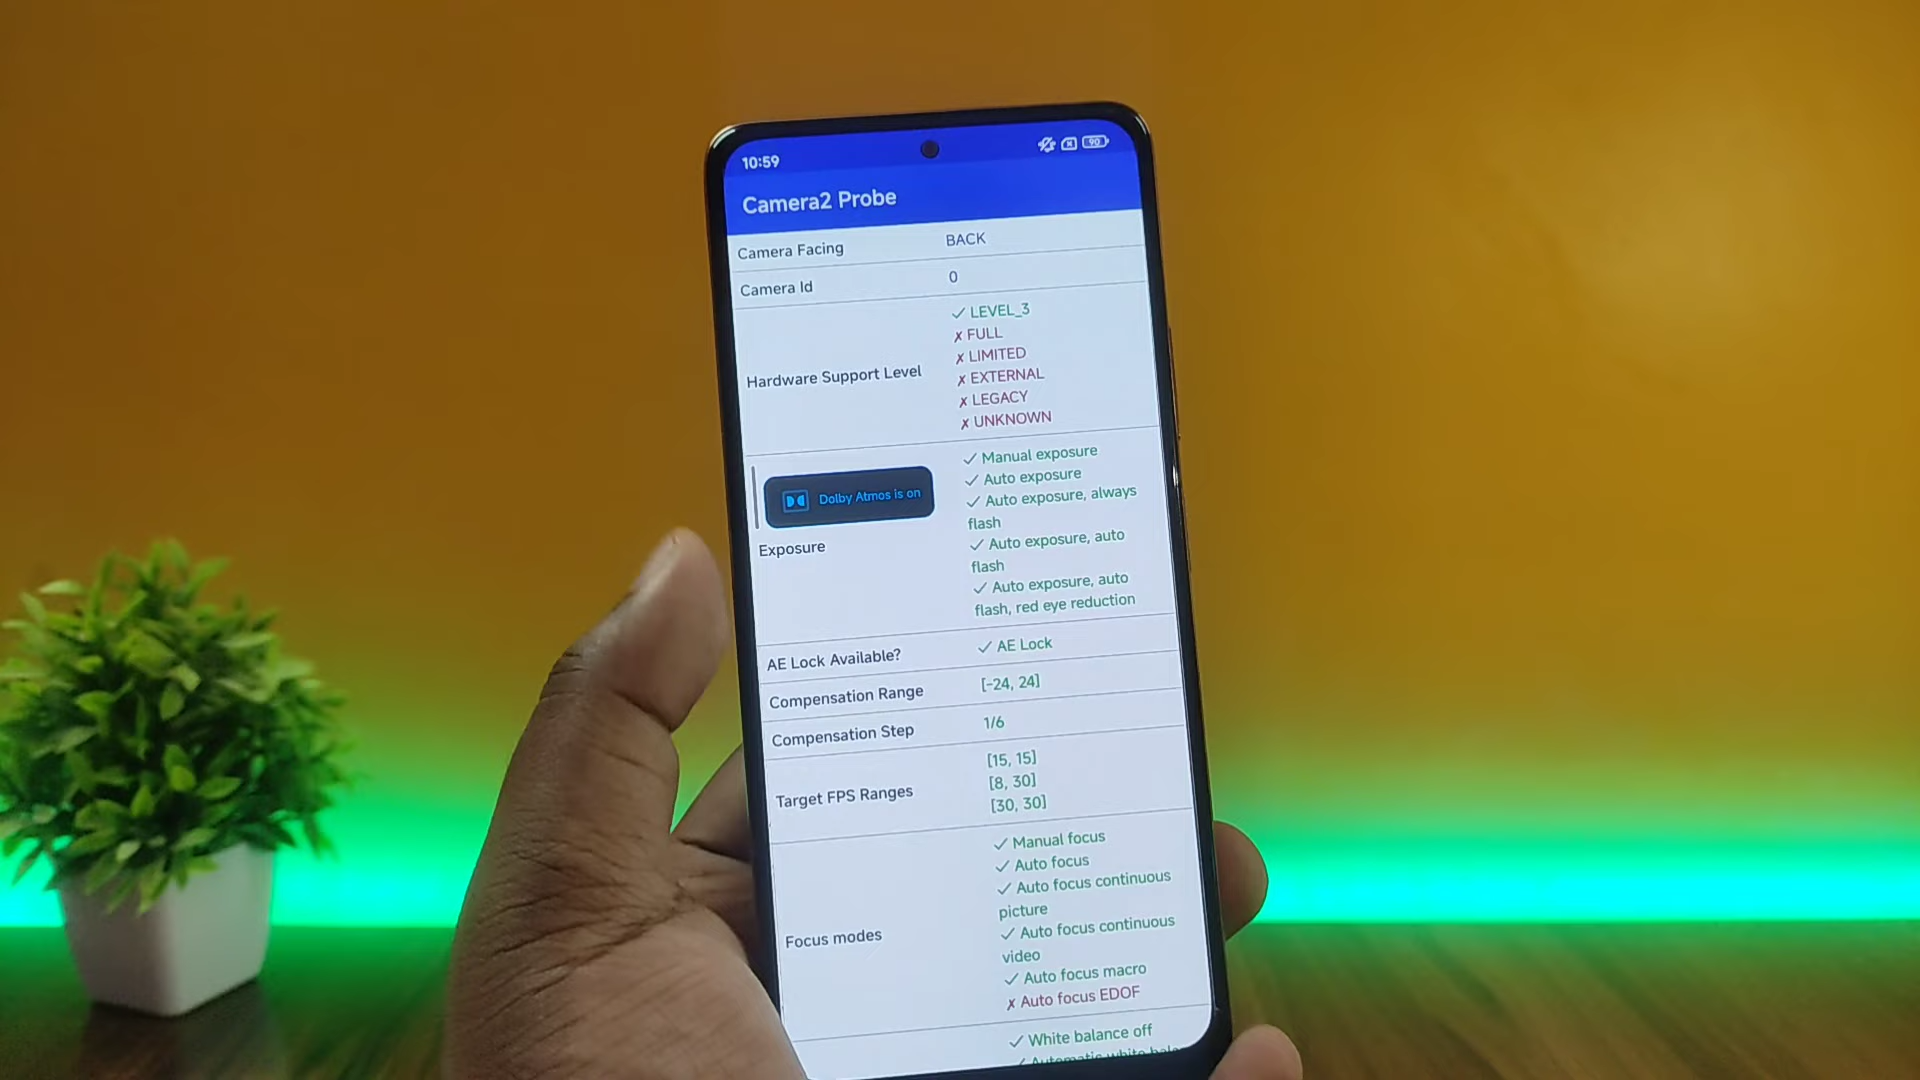 10:59
90
Camera2 Probe
Camera Facing BACK
Camera Id 0
Hardware Support Level
✓ LEVEL_3
✗ FULL
✗ LIMITED
✗ EXTERNAL
✗ LEGACY
✗ UNKNOWN
Dolby Atmos is on
Exposure
✓ Manual exposure
✓ Auto exposure
✓ Auto exposure, always
flash
✓ Auto exposure, auto
flash
✓ Auto exposure, auto
flash, red eye reduction
AE Lock Available? ✓ AE Lock
Compensation Range [-24, 24]
Compensation Step 1/6
Target FPS Ranges
[15, 15]
[8, 30]
[30, 30]
Focus modes
✓ Manual focus
✓ Auto focus
✓ Auto focus continuous
picture
✓ Auto focus continuous
video
✓ Auto focus macro
✗ Auto focus EDOF
✓ White balance off
✓ Automatic white